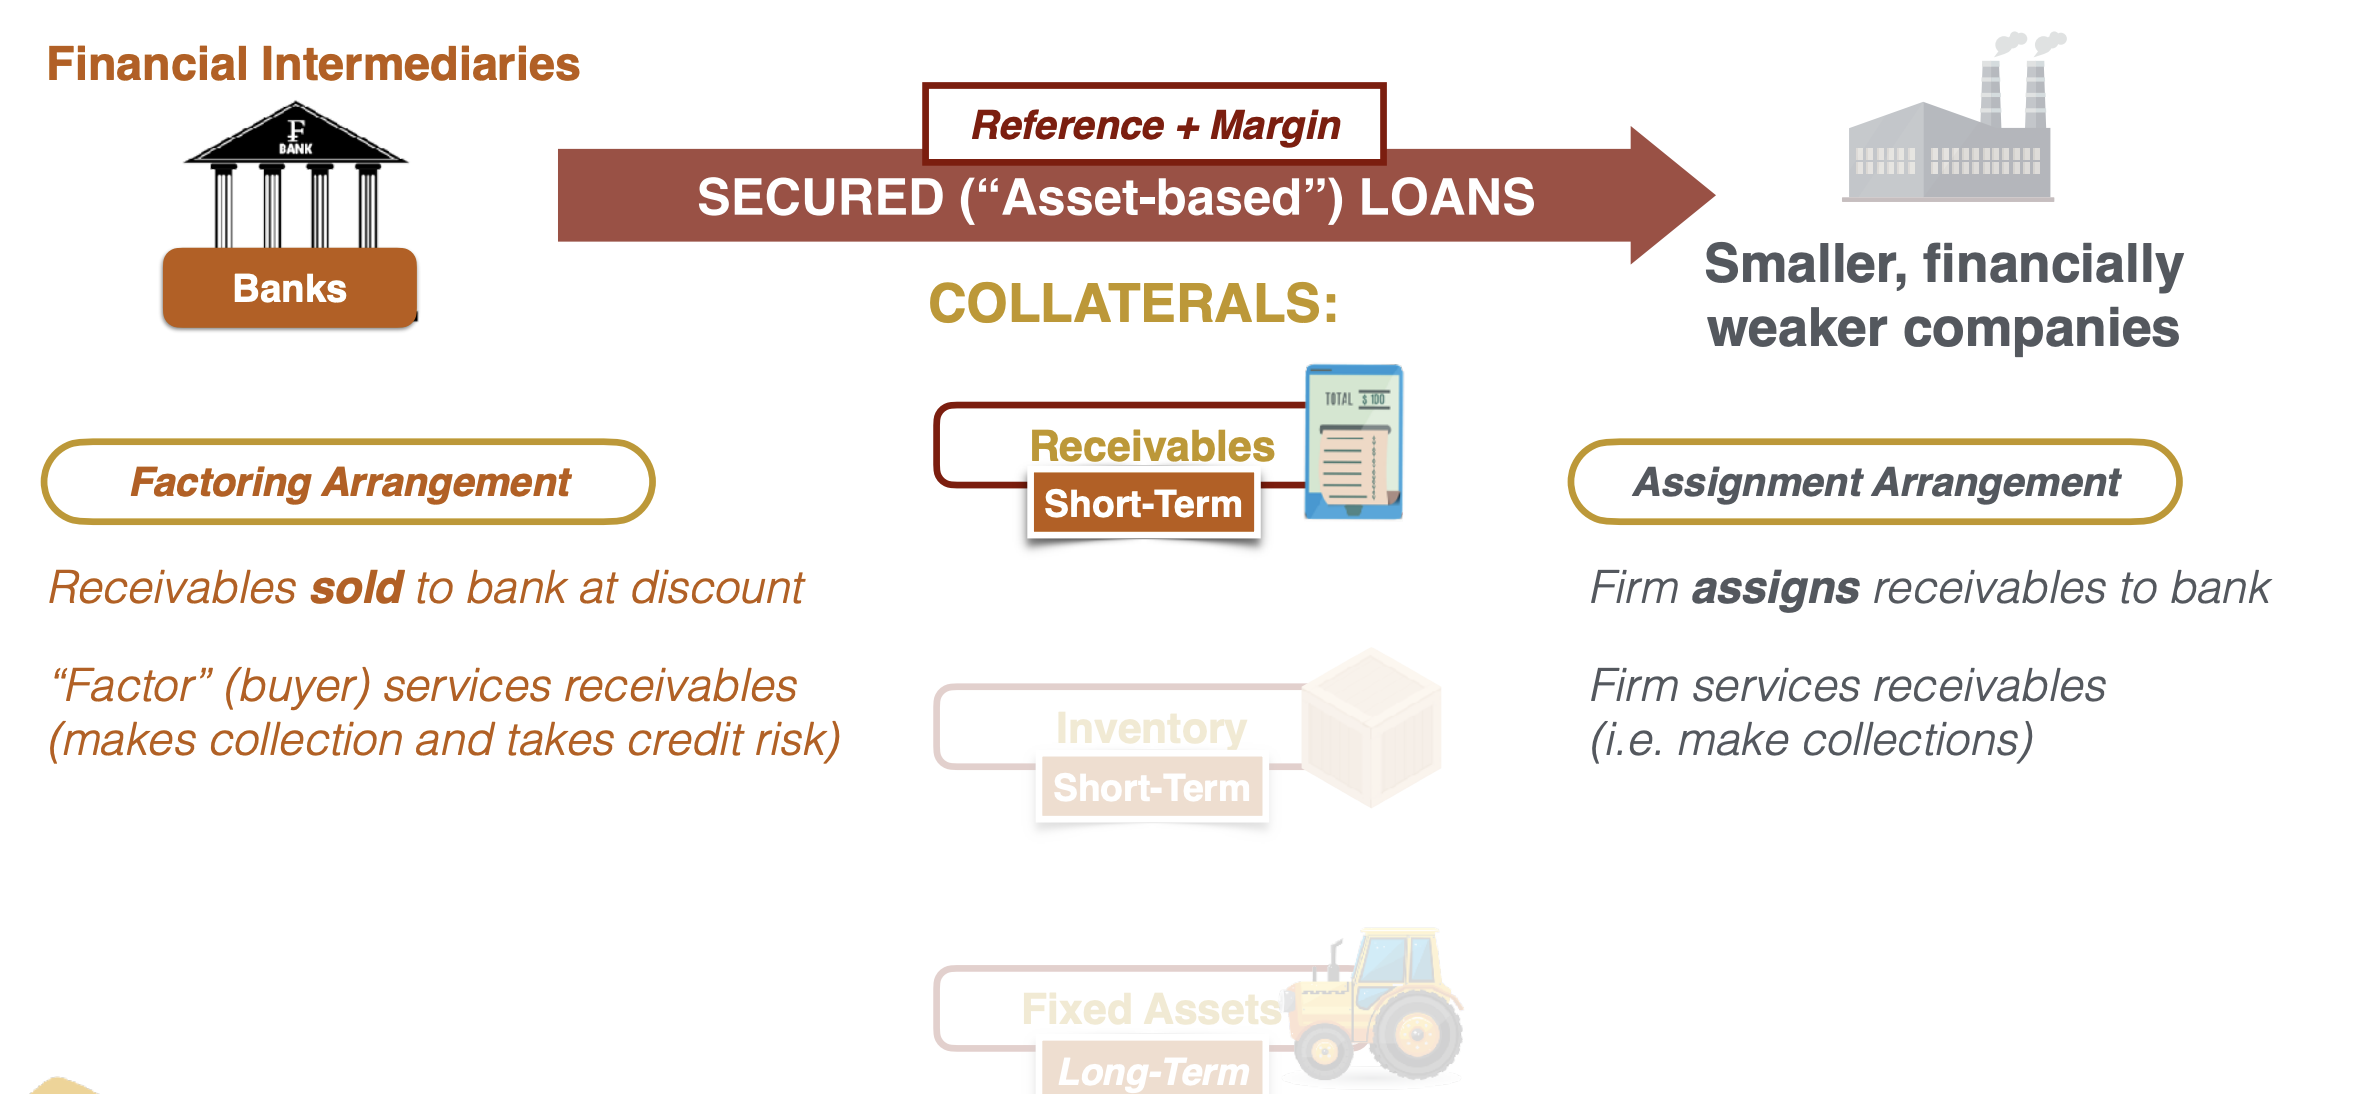 Financial Intermediaries
₣
BANK
Banks
Reference + Margin
SECURED (“Asset-based”) LOANS
Smaller, financially
weaker companies
COLLATERALS:
Factoring Arrangement
Receivables sold to bank at discount
“Factor” (buyer) services receivables
(makes collection and takes credit risk)
Receivables
Short-Term
TOTAL $ 100
Inventory
Short-Term
Fixed Assets
Long-Term
Assignment Arrangement
Firm assigns receivables to bank
Firm services receivables
(i.e. make collections)